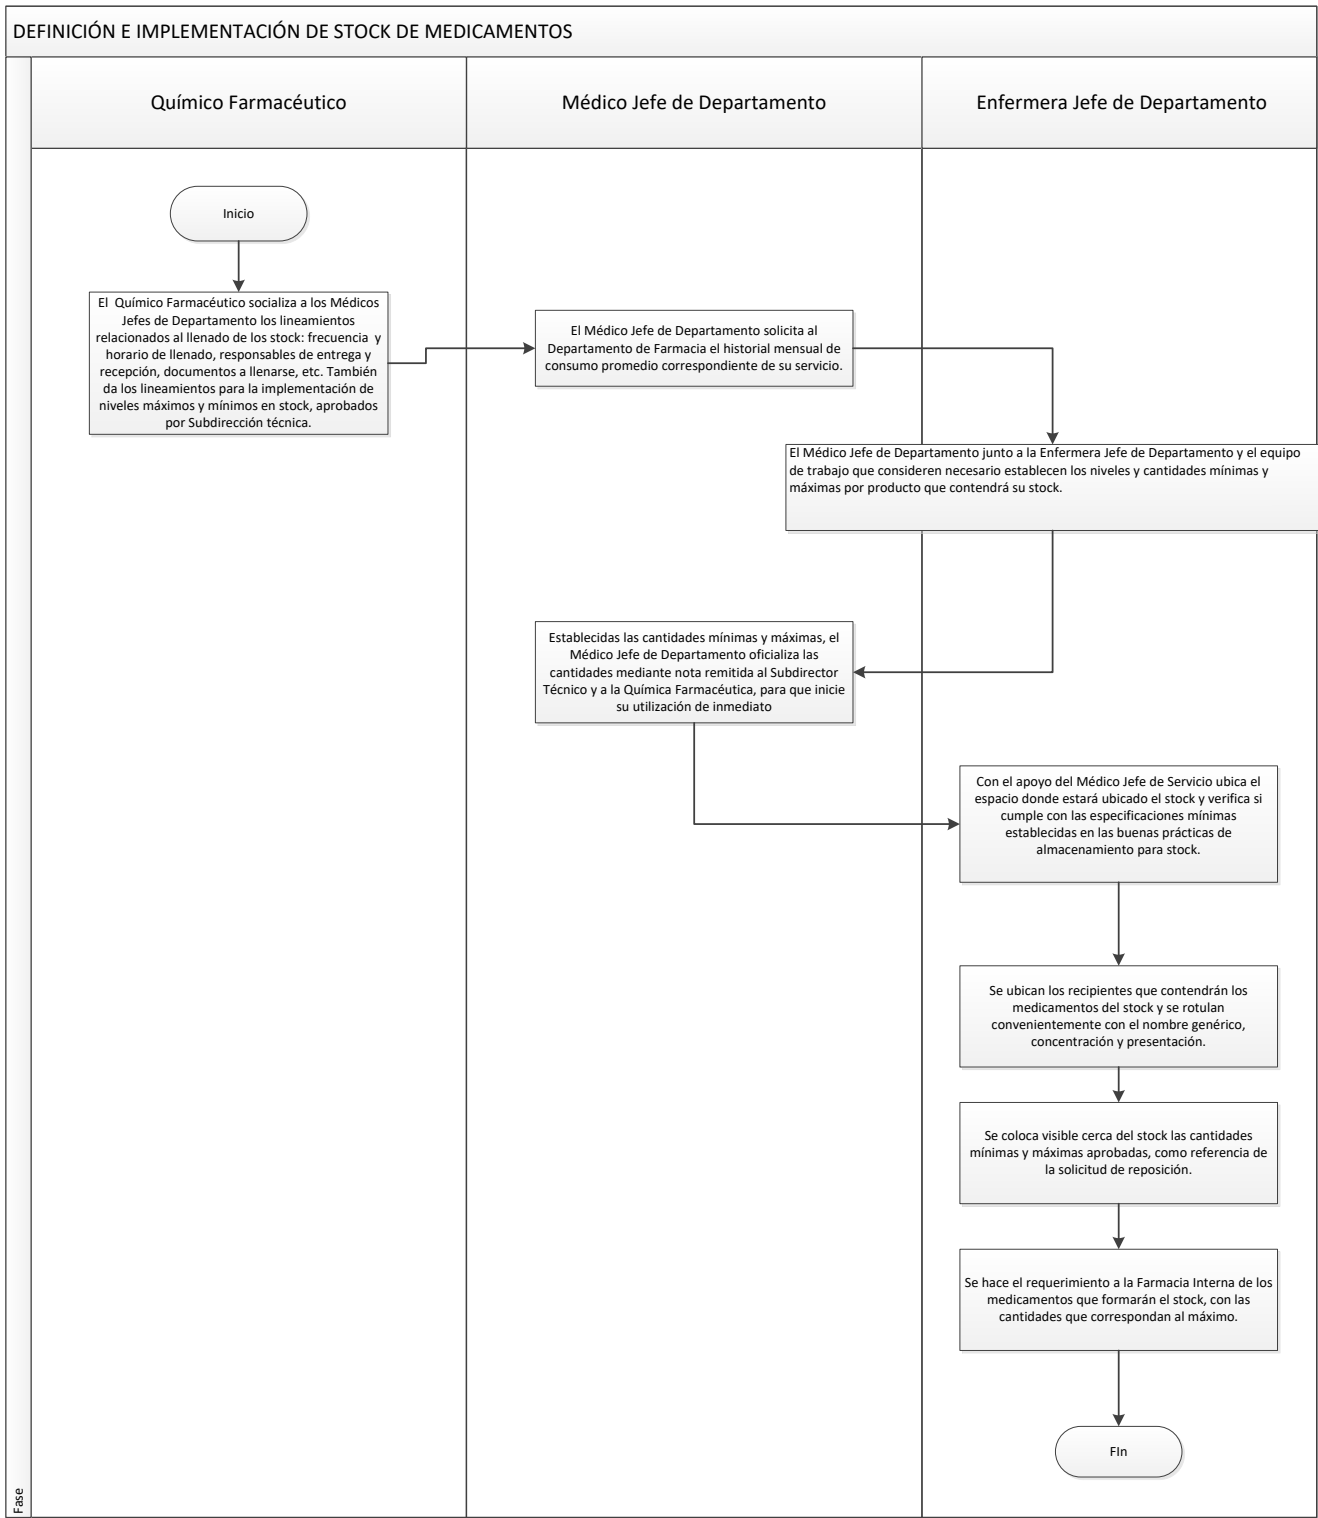 DEFINICIÓN E IMPLEMENTACIÓN DE STOCK DE MEDICAMENTOS
Químico Farmacéutico
Médico Jefe de Departamento
Enfermera Jefe de Departamento
Inicio
El Químico Farmacéutico socializa a los Médicos
Jefes de Departamento los lineamientos
relacionados al llenado de los stock: frecuencia y
horario de llenado, responsables de entrega y
recepción, documentos a llenarse, etc. También
da los lineamientos para la implementación de
niveles máximos y mínimos en stock, aprobados
por Subdirección técnica.
El Médico Jefe de Departamento solicita al
Departamento de Farmacia el historial mensual de
consumo promedio correspondiente de su servicio.
El Médico Jefe de Departamento junto a la Enfermera Jefe de Departamento y el equipo
de trabajo que consideren necesario establecen los niveles y cantidades mínimas y
máximas por producto que contendrá su stock.
Establecidas las cantidades mínimas y máximas, el
Médico Jefe de Departamento oficializa las
cantidades mediante nota remitida al Subdirector
Técnico y a la Química Farmacéutica, para que inicie
su utilización de inmediato
Con el apoyo del Médico Jefe de Servicio ubica el
espacio donde estará ubicado el stock y verifica si
cumple con las especificaciones mínimas
establecidas en las buenas prácticas de
almacenamiento para stock.
Se ubican los recipientes que contendrán los
medicamentos del stock y se rotulan
convenientemente con el nombre genérico,
concentración y presentación.
Se coloca visible cerca del stock las cantidades
mínimas y máximas aprobadas, como referencia de
la solicitud de reposición.
Se hace el requerimiento a la Farmacia Interna de los
medicamentos que formarán el stock, con las
cantidades que correspondan al máximo.
FIn
Fase